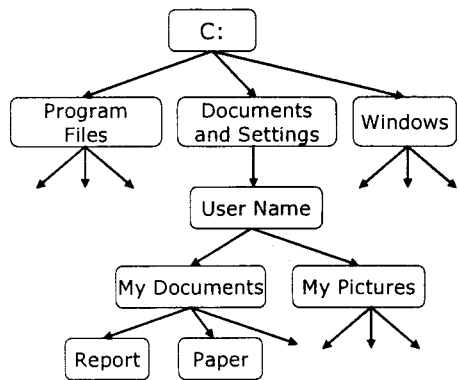 C:
Program
Files
Documents
and Settings
Windows
User Name
My Documents
My Pictures
Report
Paper